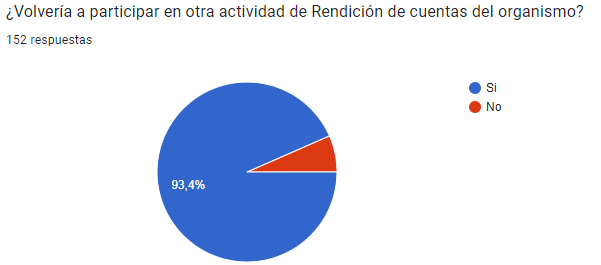 ¿Volvería a participar en otra actividad de Rendición de cuentas del organismo?
152 respuestas
Si
No
93,4%